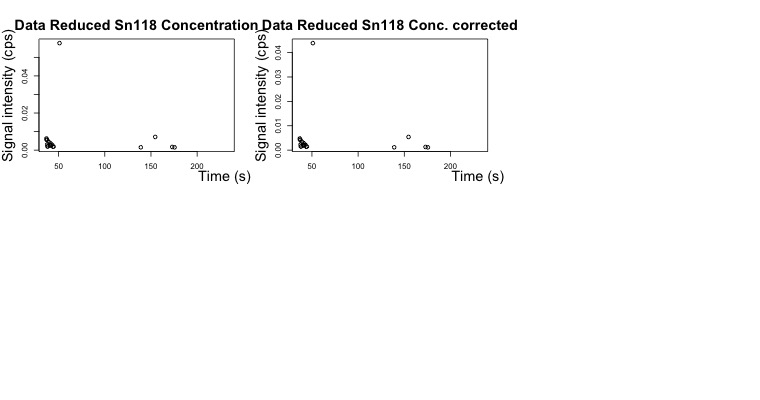 Data Reduced Sn118 Concentration
Signal intensity (cps)
0.00 0.02 0.04
50 100 150 200
Time (s)
Data Reduced Sn118 Conc. corrected
Signal intensity (cps)
0.00 0.01 0.02 0.03 0.04
50 100 150 200
Time (s)